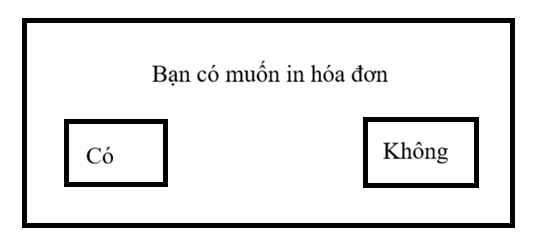 Bạn có muốn in hóa đơn
Có
Không